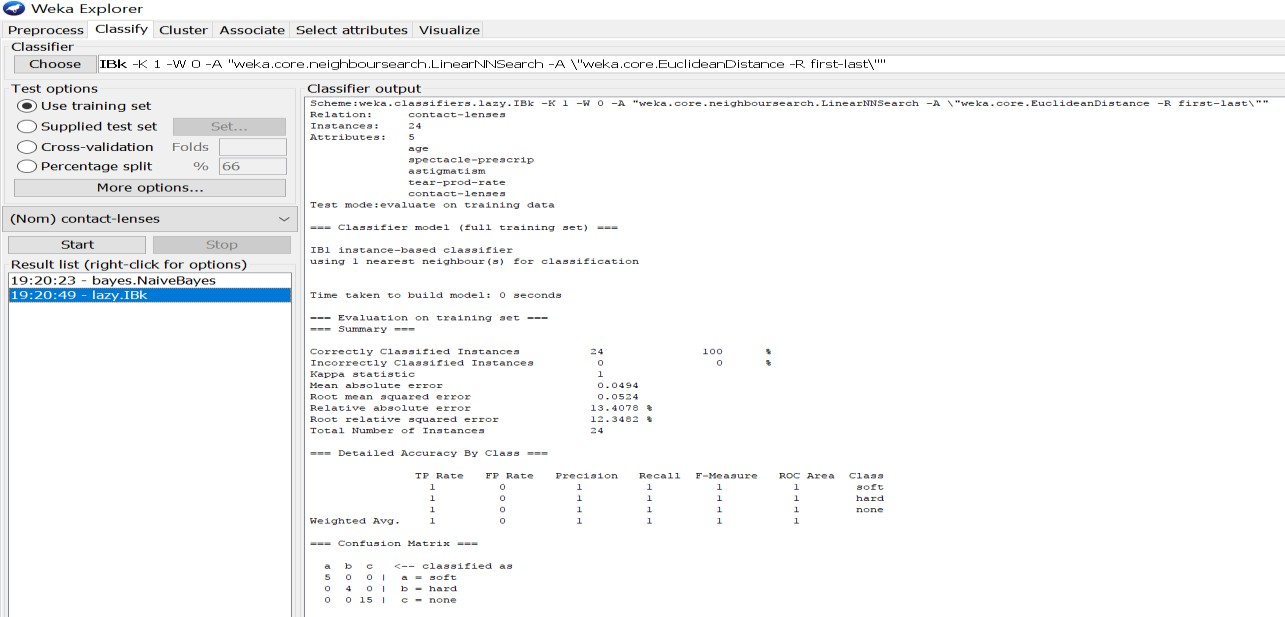 Weka Explorer
Preprocess Classify Cluster Associate Select attributes Visualize
Classifier
Choose IBk -K 1 -W 0 -A "weka.core.neighboursearch.LinearNNSearch -A \"weka.core.EuclideanDistance -R first-last\""
Test options
Use training set
Supplied test set Set...
Cross-validation Folds
Percentage split % 66
More options...
(Nom) contact-lenses
Start Stop
Result list (right-click for options)
19:20:23 - bayes.NaiveBayes
19:20:49 - lazy.IBk
Classifier output
Scheme:weka.classifiers.lazy.IBk -K 1 -W 0 -A "weka.core.neighboursearch.LinearNNSearch -A \"weka.core.EuclideanDistance -R first-last\""
Relation: contact-lenses
Instances: 24
Attributes: 5
age
spectacle-prescrip
astigmatism
tear-prod-rate
contact-lenses
Test mode:evaluate on training data
=== Classifier model (full training set) ===
IB1 instance-based classifier
using 1 nearest neighbour(s) for classification
Time taken to build model: 0 seconds
=== Evaluation on training set ===
=== Summary ===
Correctly Classified Instances 24 100 %
Incorrectly Classified Instances 0 0 %
Kappa statistic 1
Mean absolute error 0.0494
Root mean squared error 0.0524
Relative absolute error 13.4078 %
Root relative squared error 12.3482 %
Total Number of Instances 24
=== Detailed Accuracy By Class ===
TP Rate FP Rate Precision Recall F-Measure ROC Area Class
1 0 1 1 1 1 soft
1 0 1 1 1 1 hard
1 0 1 1 1 1 none
Weighted Avg. 1 0 1 1 1 1
=== Confusion Matrix ===
a b c <-- classified as
5 0 0 | a = soft
0 4 0 | b = hard
0 0 15 | c = none